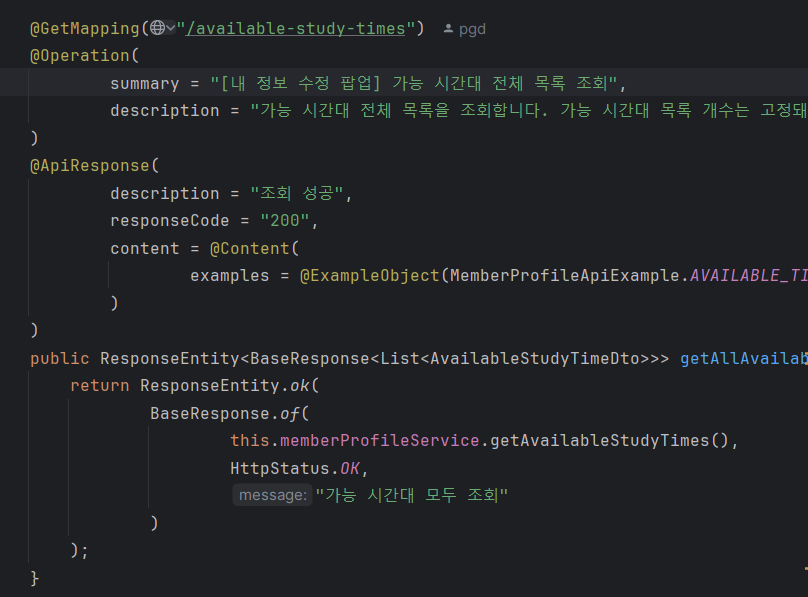 @GetMapping("/available-study-times") pgd
@Operation(
summary = "[내 정보 수정 팝업] 가능 시간대 전체 목록 조회",
description = "가능 시간대 전체 목록을 조회합니다. 가능 시간대 목록 개수는 고정돼
)
@ApiResponse(
description = "조회 성공",
responseCode = "200",
content = @Content(
examples = @ExampleObject(MemberProfileApiExample.AVAILABLE_TI
)
)
public ResponseEntity<BaseResponse<List<AvailableStudyTimeDto>>> getAllAvailab
return ResponseEntity.ok(
BaseResponse.of(
this.memberProfileService.getAvailableStudyTimes(),
HttpStatus.OK,
message: "가능 시간대 모두 조회"
)
);
}